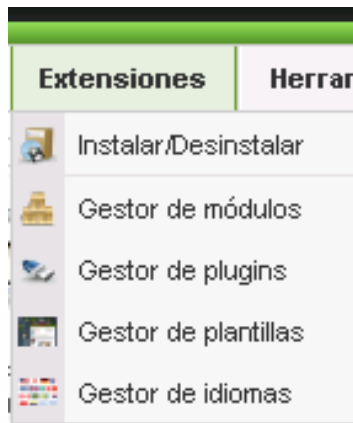 Extensiones
Instalar/Desinstalar
Gestor de módulos
Gestor de plugins
Gestor de plantillas
Gestor de idiomas